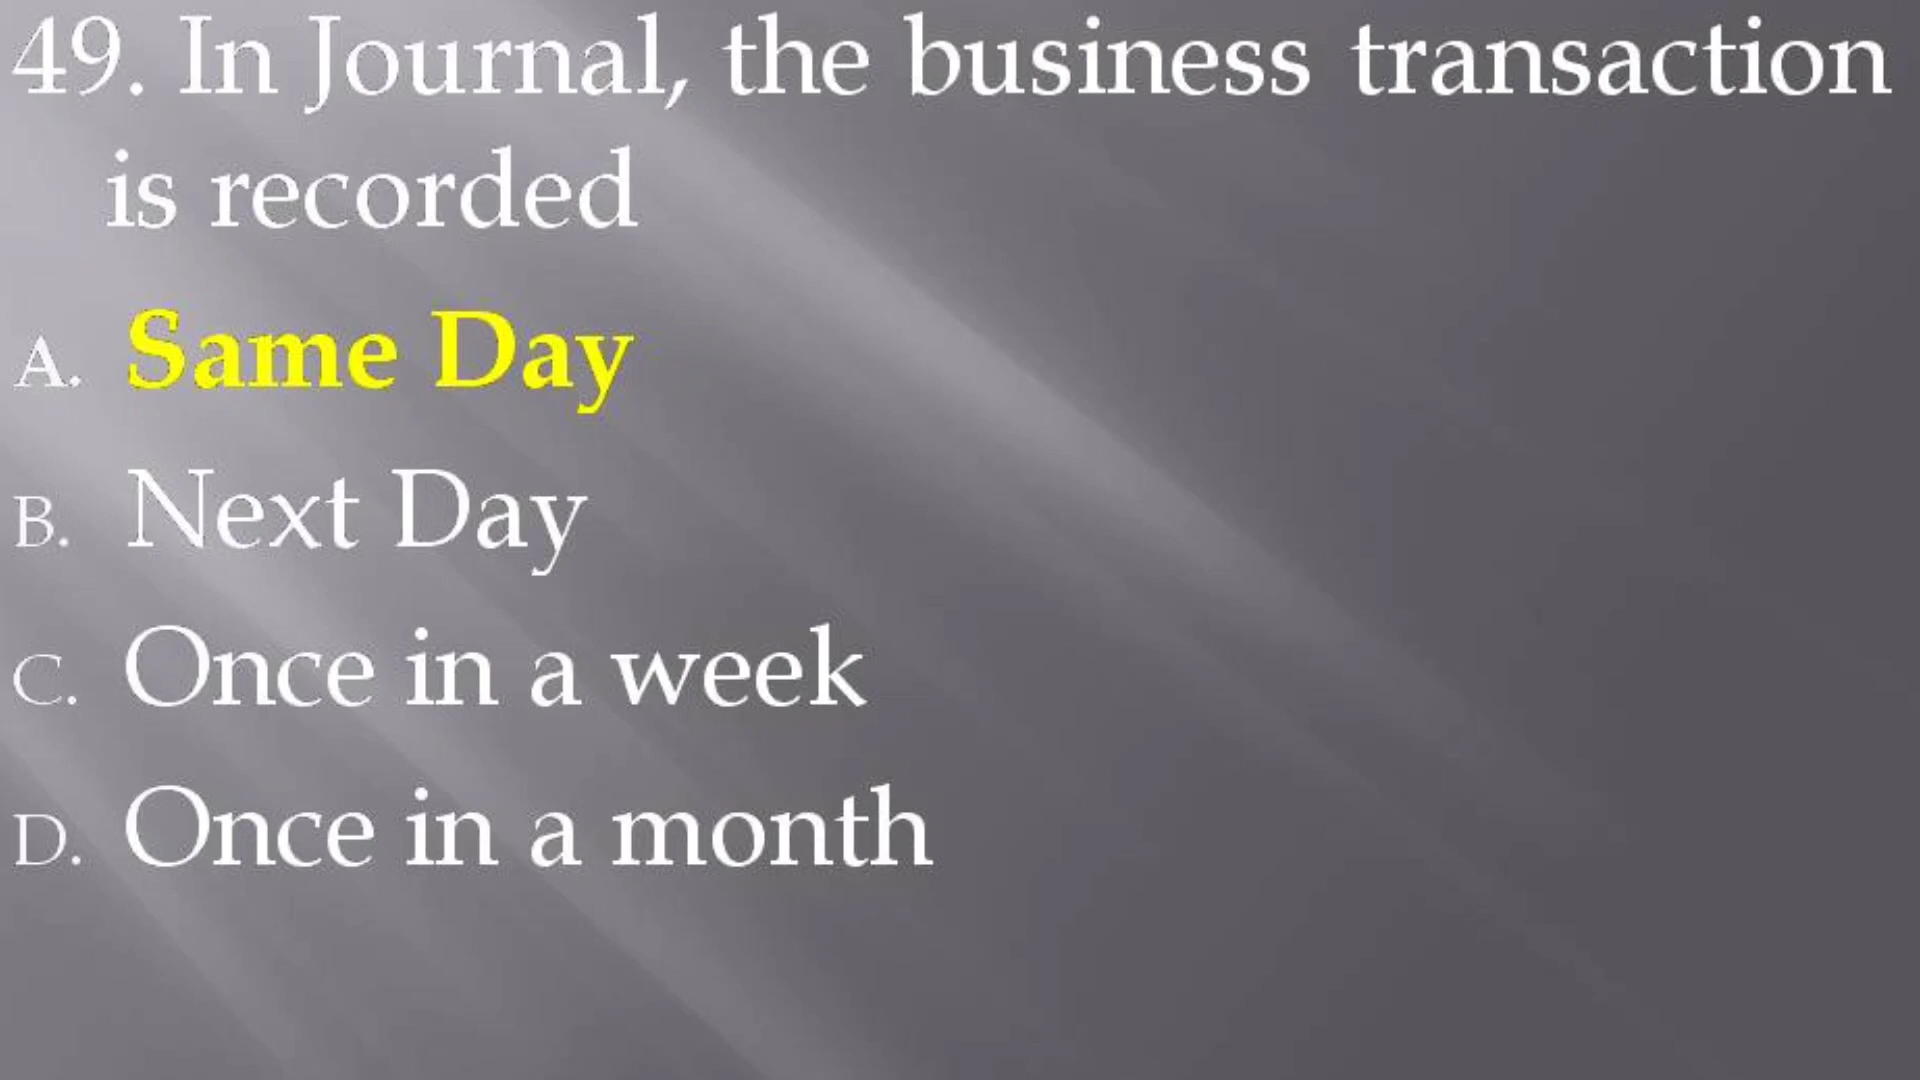 49. In Journal, the business transaction
is recorded
A. Same Day
B. Next Day
C. Once in a week
D. Once in a month